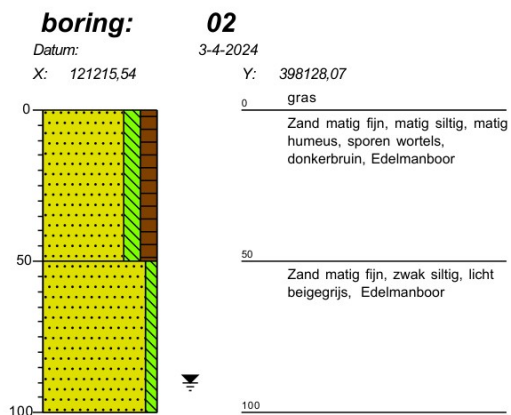 boring: 02
Datum: 3-4-2024
X: 121215,54 Y: 398128,07
0
0
gras
Zand matig fijn, matig siltig, matig
humeus, sporen wortels,
donkerbruin, Edelmanboor
50
50
Zand matig fijn, zwak siltig, licht
beigegrijs, Edelmanboor
100
100